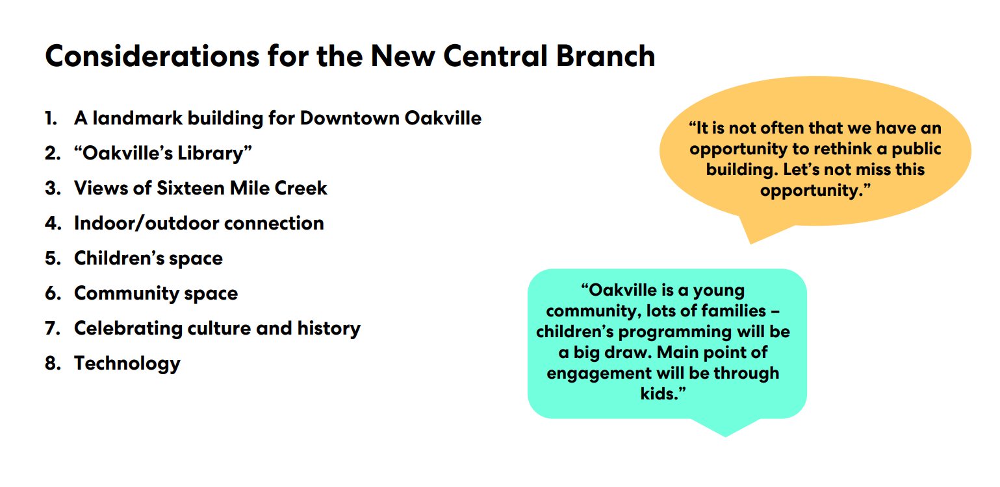 Considerations for the New Central Branch
1. A landmark building for Downtown Oakville
2. “Oakville’s Library”
3. Views of Sixteen Mile Creek
4. Indoor/outdoor connection
5. Children’s space
6. Community space
7. Celebrating culture and history
8. Technology
“It is not often that we have an
opportunity to rethink a public
building. Let’s not miss this
opportunity.”
“Oakville is a young
community, lots of families –
children’s programming will be
a big draw. Main point of
engagement will be through
kids.”